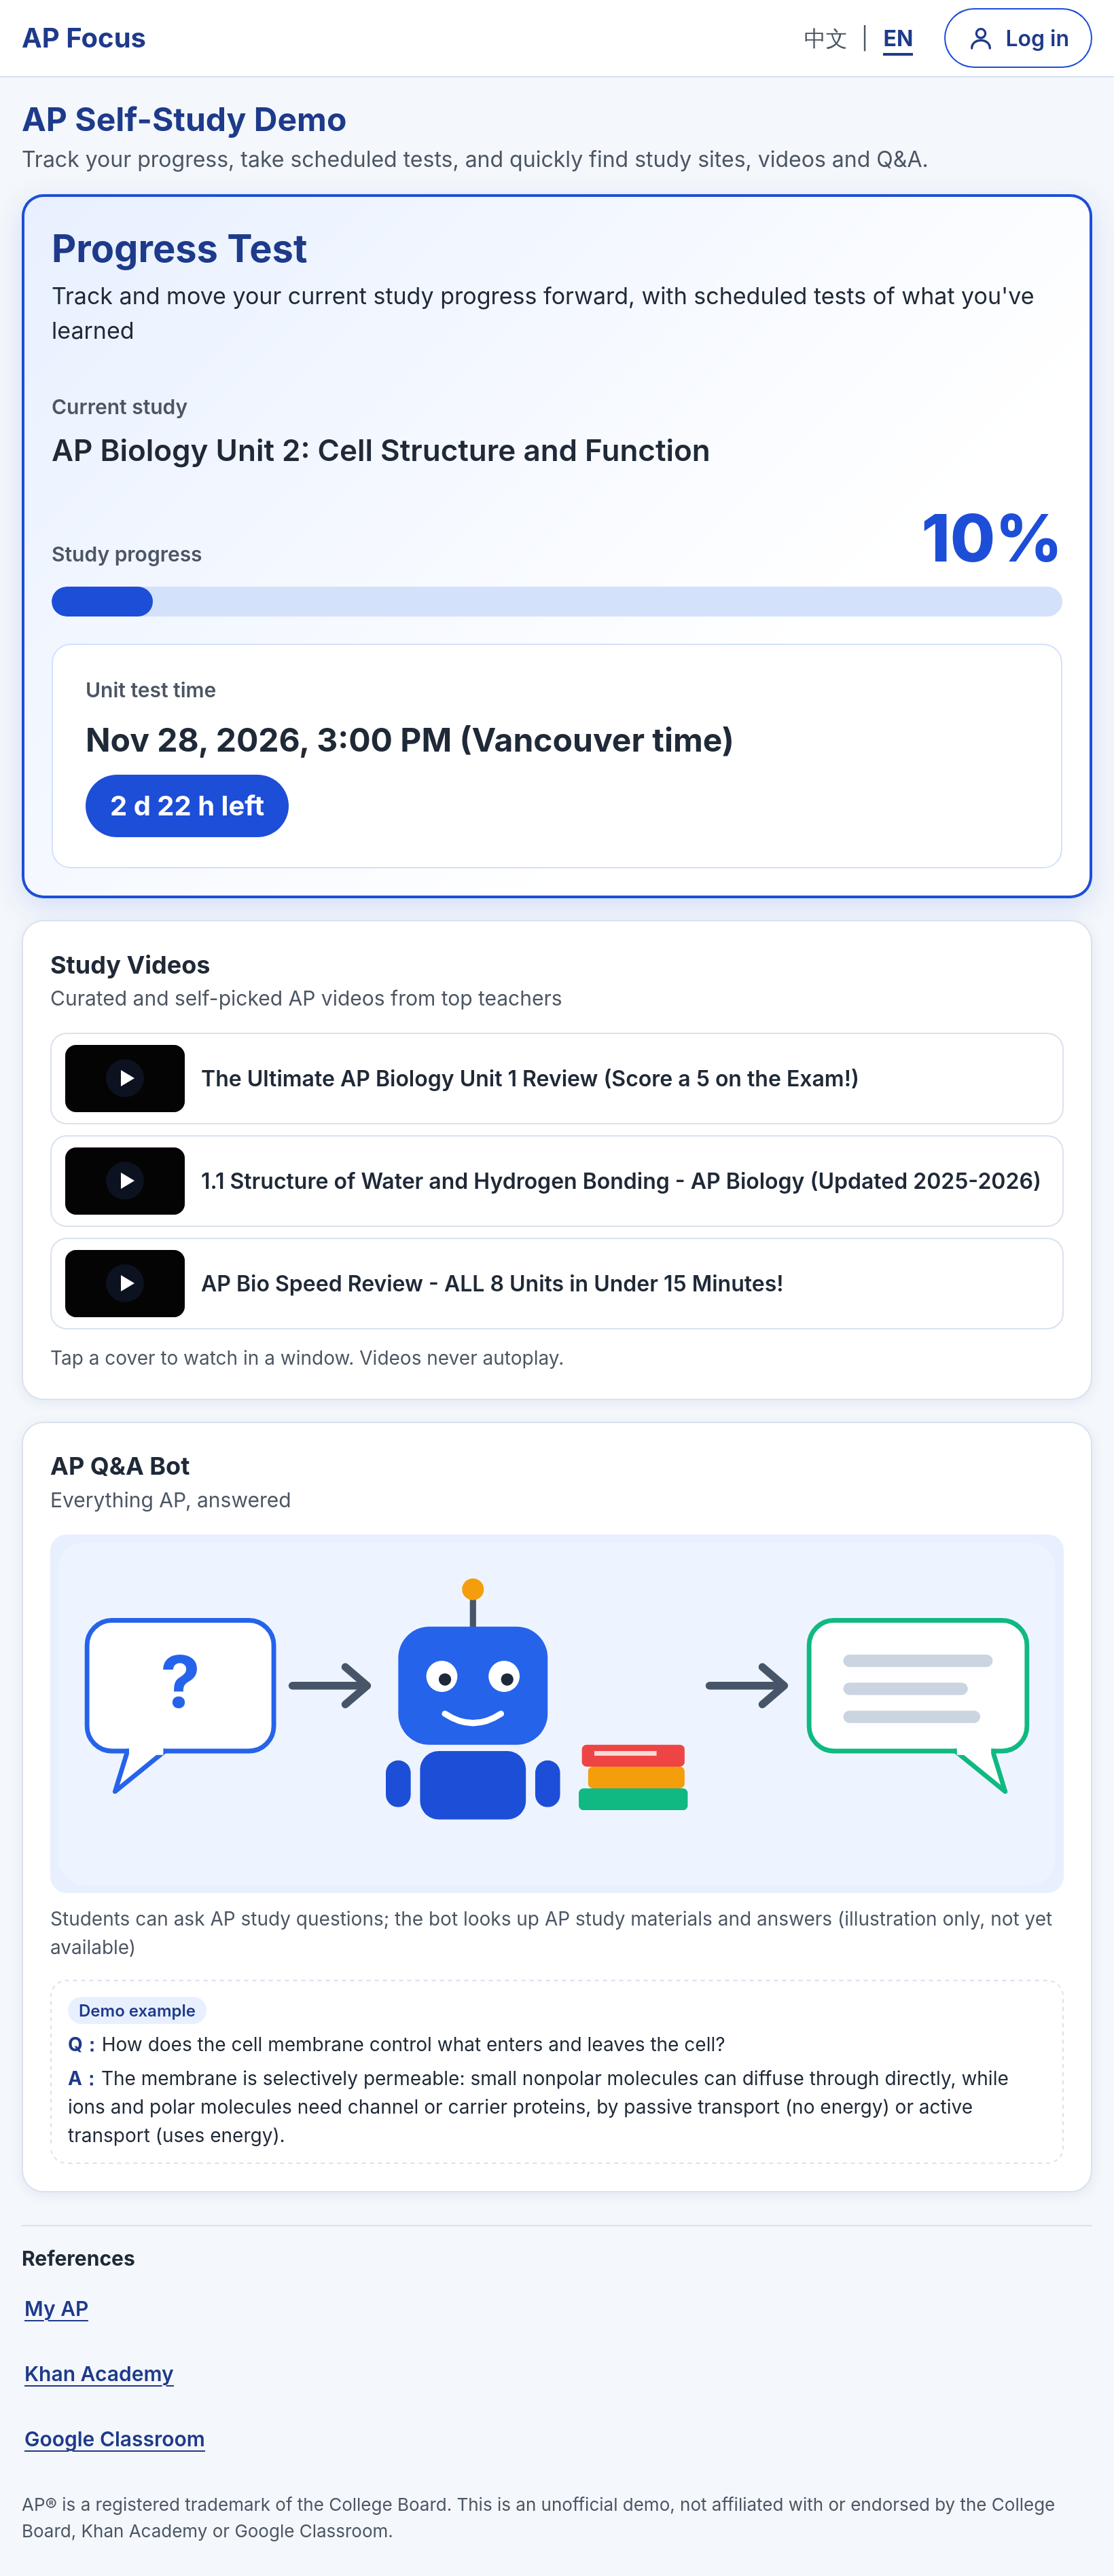 AP Focus
中文 | EN
Log in
AP Self-Study Demo
Track your progress, take scheduled tests, and quickly find study sites, videos and Q&A.
Progress Test
Track and move your current study progress forward, with scheduled tests of what you've
learned
Current study
AP Biology Unit 2: Cell Structure and Function
Study progress
10%
Unit test time
Nov 28, 2026, 3:00 PM (Vancouver time)
2 d 22 h left
Study Videos
Curated and self-picked AP videos from top teachers
The Ultimate AP Biology Unit 1 Review (Score a 5 on the Exam!)
1.1 Structure of Water and Hydrogen Bonding - AP Biology (Updated 2025-2026)
AP Bio Speed Review - ALL 8 Units in Under 15 Minutes!
Tap a cover to watch in a window. Videos never autoplay.
AP Q&A Bot
Everything AP, answered
?
Students can ask AP study questions; the bot looks up AP study materials and answers (illustration only, not yet
available)
Demo example
Q：How does the cell membrane control what enters and leaves the cell?
A：The membrane is selectively permeable: small nonpolar molecules can diffuse through directly, while
ions and polar molecules need channel or carrier proteins, by passive transport (no energy) or active
transport (uses energy).
References
My AP
Khan Academy
Google Classroom
AP® is a registered trademark of the College Board. This is an unofficial demo, not affiliated with or endorsed by the College
Board, Khan Academy or Google Classroom.